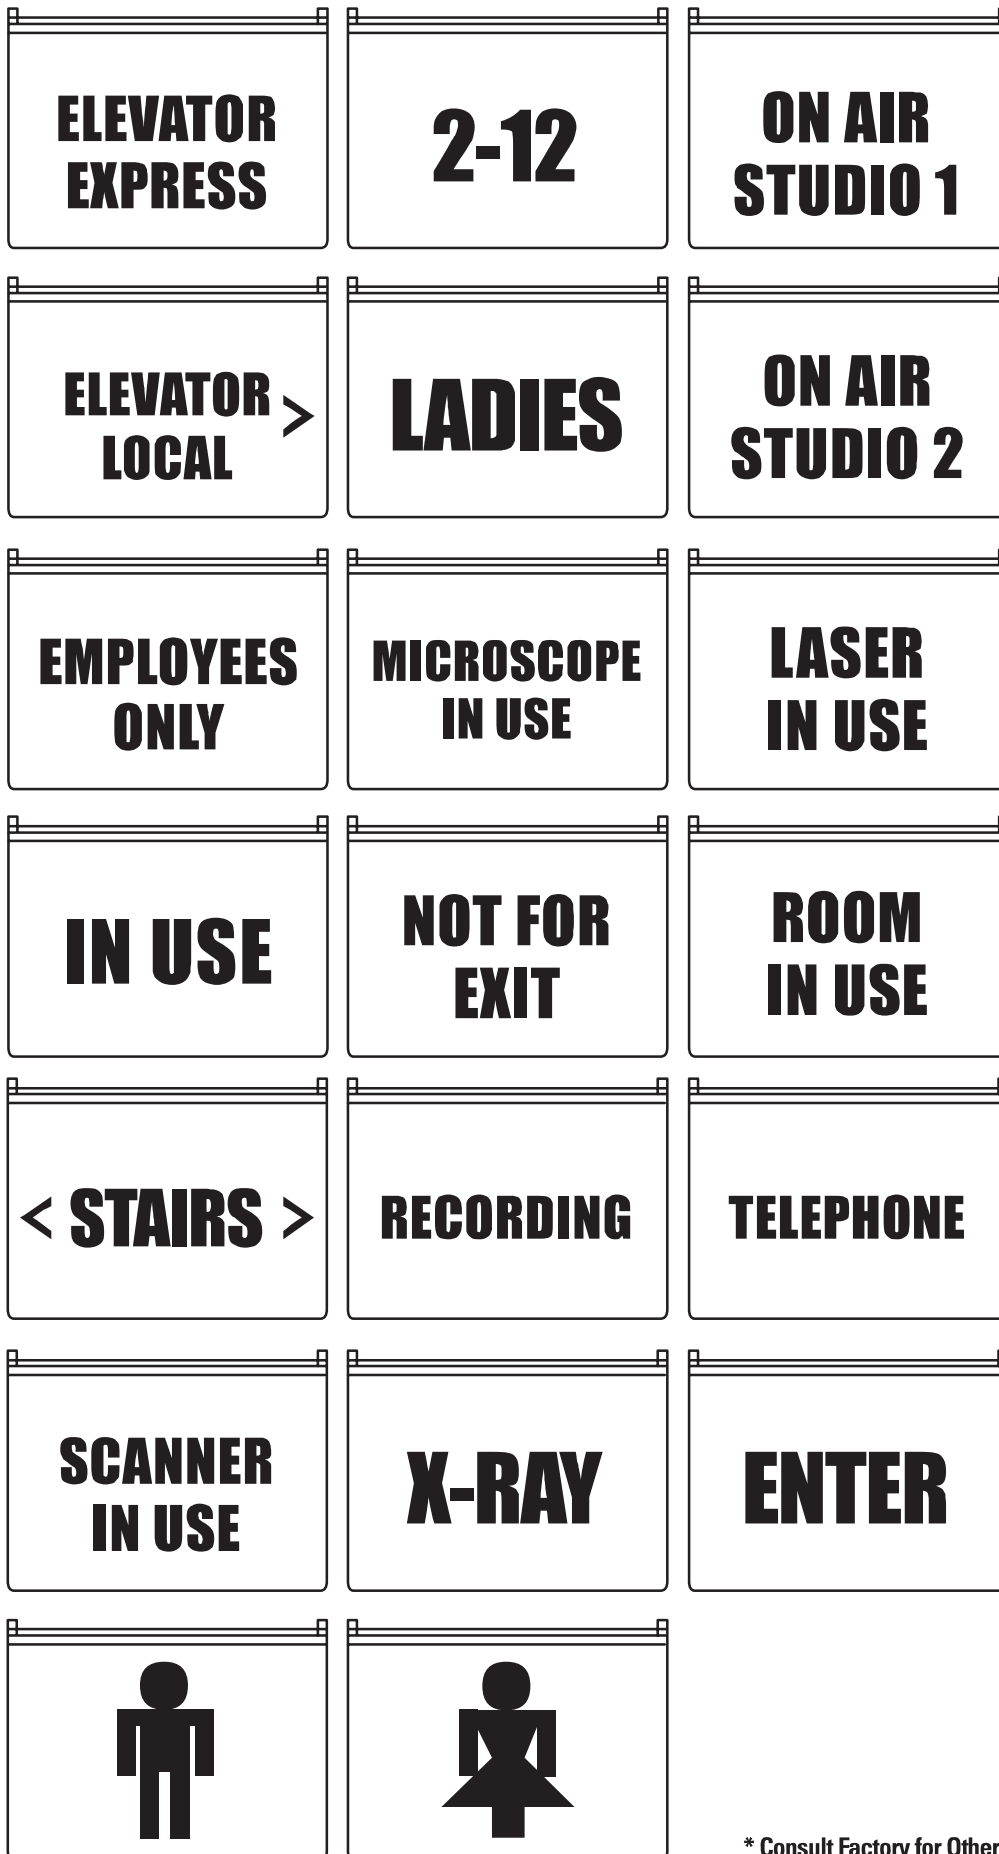 ELEVATOR
EXPRESS
2-12
ON AIR
STUDIO 1
ELEVATOR >
LOCAL
LADIES
ON AIR
STUDIO 2
EMPLOYEES
ONLY
MICROSCOPE
IN USE
LASER
IN USE
IN USE
NOT FOR
EXIT
ROOM
IN USE
< STAIRS >
RECORDING
TELEPHONE
SCANNER
IN USE
X-RAY
ENTER
* Consult Factory for Other